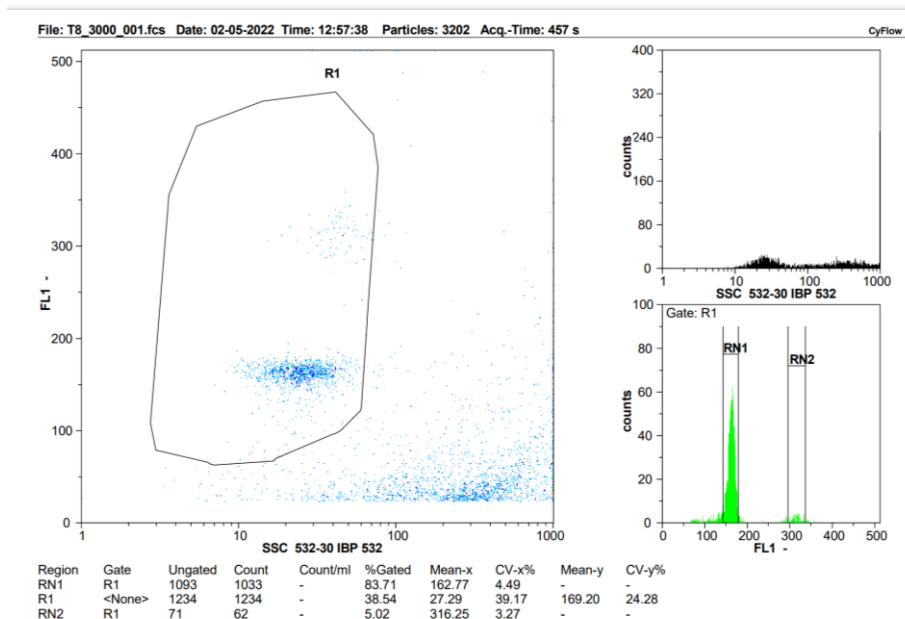 File: T8_3000_001.fcs Date: 02-05-2022 Time: 12:57:38 Particles: 3202 Acq.-Time: 457 s CyFlow
500
400
300
200
100
0
FL1 -
R1
1 10 100 1000
SSC 532-30 IBP 532
400
320
240
160
80
0
counts
1 10 100 1000
SSC 532-30 IBP 532
100
80
60
40
20
0
counts
Gate: R1
RN1
RN2
0 100 200 300 400 500
FL1 -
Region Gate Ungated Count Count/ml %Gated Mean-x CV-x% Mean-y CV-y%
RN1 R1 1093 1033 - 83.71 162.77 4.49 - -
R1 <None> 1234 1234 - 38.54 27.29 39.17 169.20 24.28
RN2 R1 71 62 - 5.02 316.25 3.27 - -